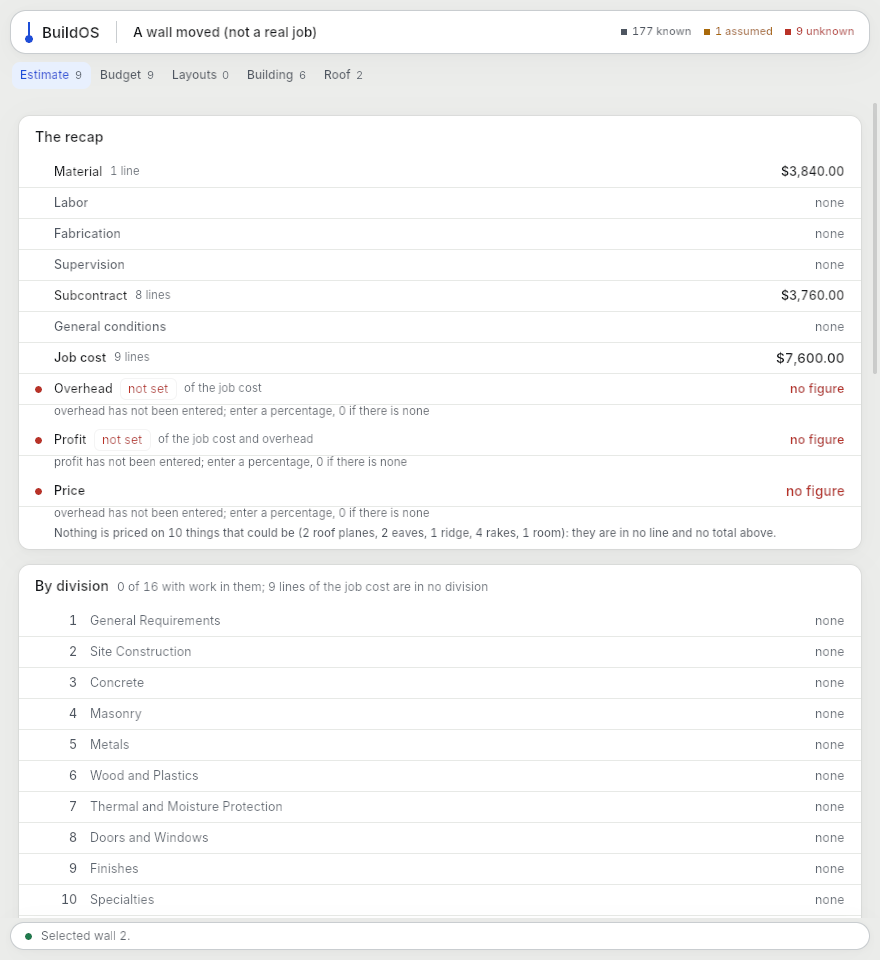 BuildOS
A wall moved (not a real job)
177 known
1 assumed
9 unknown
Estimate 9
Budget 9
Layouts 0
Building 6
Roof 2
The recap
Material 1 line $3,840.00
Labor none
Fabrication none
Supervision none
Subcontract 8 lines $3,760.00
General conditions none
Job cost 9 lines $7,600.00
Overhead not set of the job cost no figure
overhead has not been entered; enter a percentage, 0 if there is none
Profit not set of the job cost and overhead no figure
profit has not been entered; enter a percentage, 0 if there is none
Price no figure
overhead has not been entered; enter a percentage, 0 if there is none
Nothing is priced on 10 things that could be (2 roof planes, 2 eaves, 1 ridge, 4 rakes, 1 room): they are in no line and no total above.
By division 0 of 16 with work in them; 9 lines of the job cost are in no division
1 General Requirements none
2 Site Construction none
3 Concrete none
4 Masonry none
5 Metals none
6 Wood and Plastics none
7 Thermal and Moisture Protection none
8 Doors and Windows none
9 Finishes none
10 Specialties none
Selected wall 2.